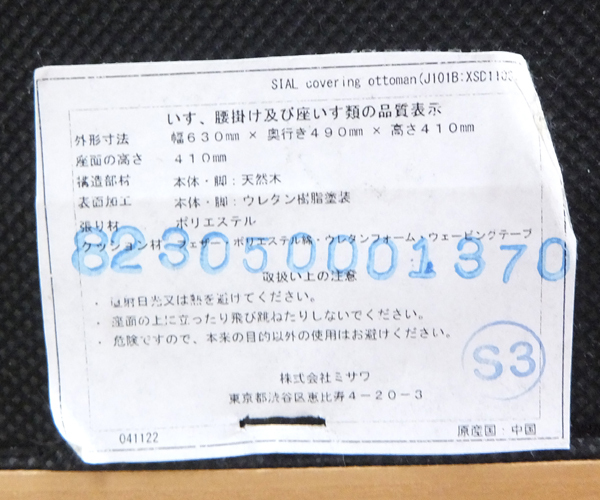 SIAL covering ottoman(J101B:XSD1103
いす、腰掛け及び座いす類の品質表示
外形寸法 幅630mm × 奥行き490mm × 高さ410mm
座面の高さ 410mm
構造部材 本体・脚：天然木
表面加工 本体・脚：ウレタン樹脂塗装
張り材 ポリエステル
クッション材 フェザー・ポリエステル綿・ウレタンフォーム・ウェービングテープ
823050001370
取扱い上の注意
・ 直射日光又は熱を避けてください。
・ 座面の上に立ったり飛び跳ねたりしないでください。
・ 危険ですので、本来の目的以外の使用はお避けください。
S3
株式会社ミサワ
東京都渋谷区恵比寿4－20－3
041122 原産国：中国